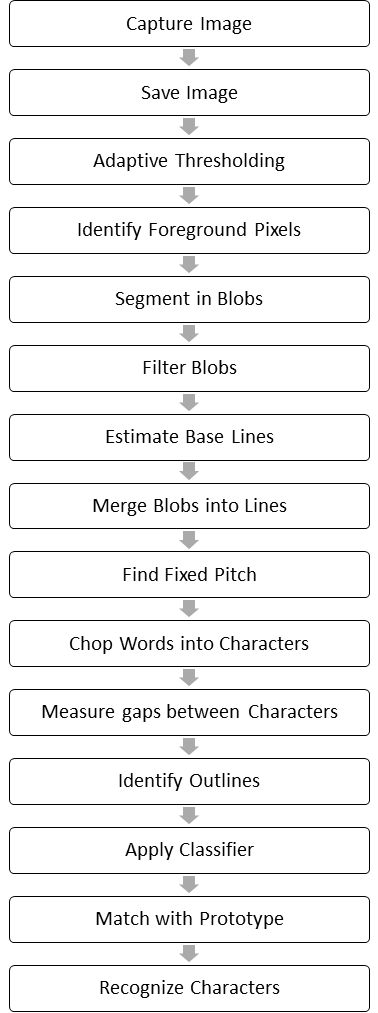 Capture Image
Save Image
Adaptive Thresholding
Identify Foreground Pixels
Segment in Blobs
Filter Blobs
Estimate Base Lines
Merge Blobs into Lines
Find Fixed Pitch
Chop Words into Characters
Measure gaps between Characters
Identify Outlines
Apply Classifier
Match with Prototype
Recognize Characters